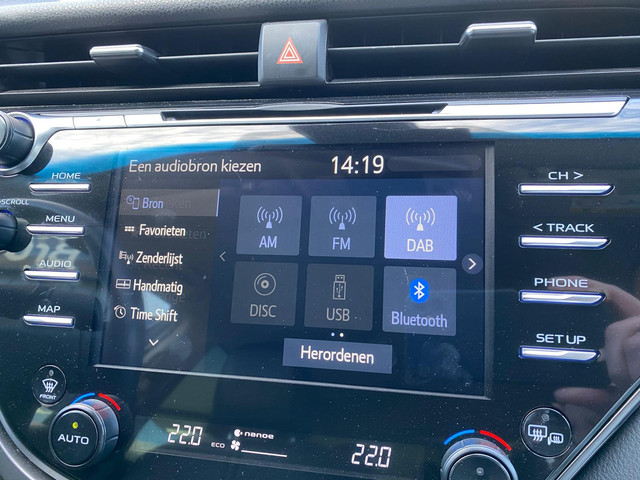 Een audiobron kiezen 14:19
HOME
SCROLL
MENU
AUDIO
MAP
Bron
Favorieten
Zenderlijst
Handmatig
Time Shift
AM FM DAB
DISC USB Bluetooth
Herordenen
CH >
< TRACK
PHONE
SET UP
FRONT
AUTO
22.0 ECO nanoe 22.0